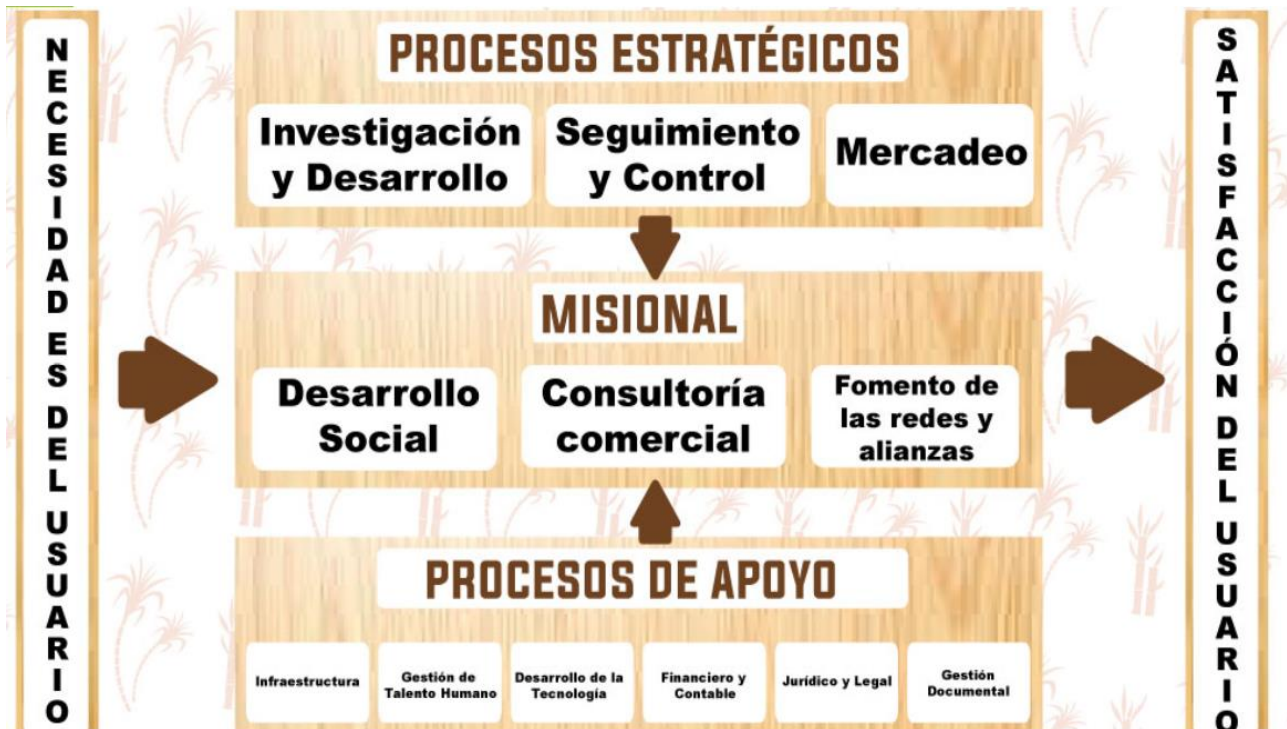 NECESIDAD ES DEL USUARIO
PROCESOS ESTRATÉGICOS
Investigación
y Desarrollo
Seguimiento
y Control
Mercadeo
MISIONAL
Desarrollo
Social
Consultoría
comercial
Fomento de
las redes y
alianzas
PROCESOS DE APOYO
Infraestructura
Gestión de
Talento Humano
Desarrollo de la
Tecnología
Financiero y
Contable
Jurídico y Legal
Gestión
Documental
SATISFACCIÓN DEL USUARIO